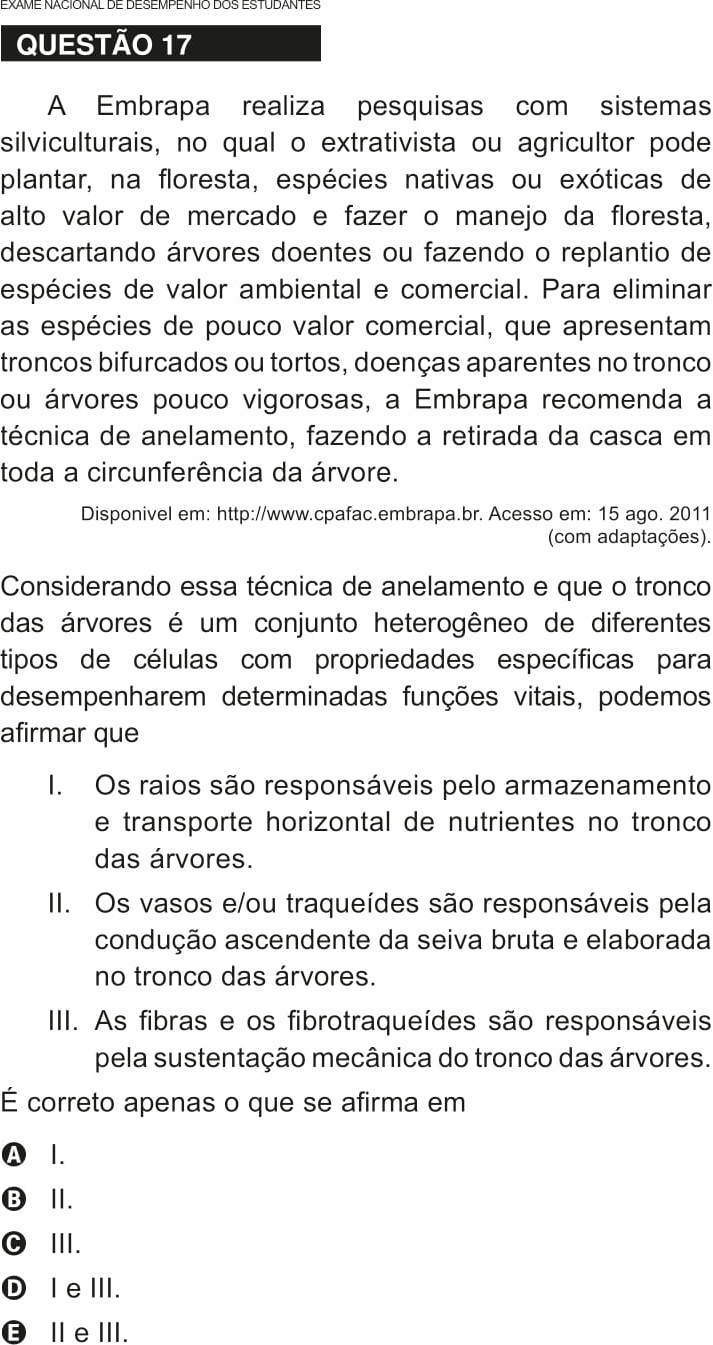 EXAME NACIONAL DE DESEMPENHO DOS ESTUDANTES
QUESTÃO 17
A Embrapa realiza pesquisas com sistemas
silviculturais, no qual o extrativista ou agricultor pode
plantar, na floresta, espécies nativas ou exóticas de
alto valor de mercado e fazer o manejo da floresta,
descartando árvores doentes ou fazendo o replantio de
espécies de valor ambiental e comercial. Para eliminar
as espécies de pouco valor comercial, que apresentam
troncos bifurcados ou tortos, doenças aparentes no tronco
ou árvores pouco vigorosas, a Embrapa recomenda a
técnica de anelamento, fazendo a retirada da casca em
toda a circunferência da árvore.
Disponivel em: http://www.cpafac.embrapa.br. Acesso em: 15 ago. 2011
(com adaptações).
Considerando essa técnica de anelamento e que o tronco
das árvores é um conjunto heterogêneo de diferentes
tipos de células com propriedades específicas para
desempenharem determinadas funções vitais, podemos
afirmar que
I. Os raios são responsáveis pelo armazenamento
e transporte horizontal de nutrientes no tronco
das árvores.
II. Os vasos e/ou traqueídes são responsáveis pela
condução ascendente da seiva bruta e elaborada
no tronco das árvores.
III. As fibras e os fibrotraqueídes são responsáveis
pela sustentação mecânica do tronco das árvores.
É correto apenas o que se afirma em
A I.
B II.
C III.
D I e III.
E II e III.